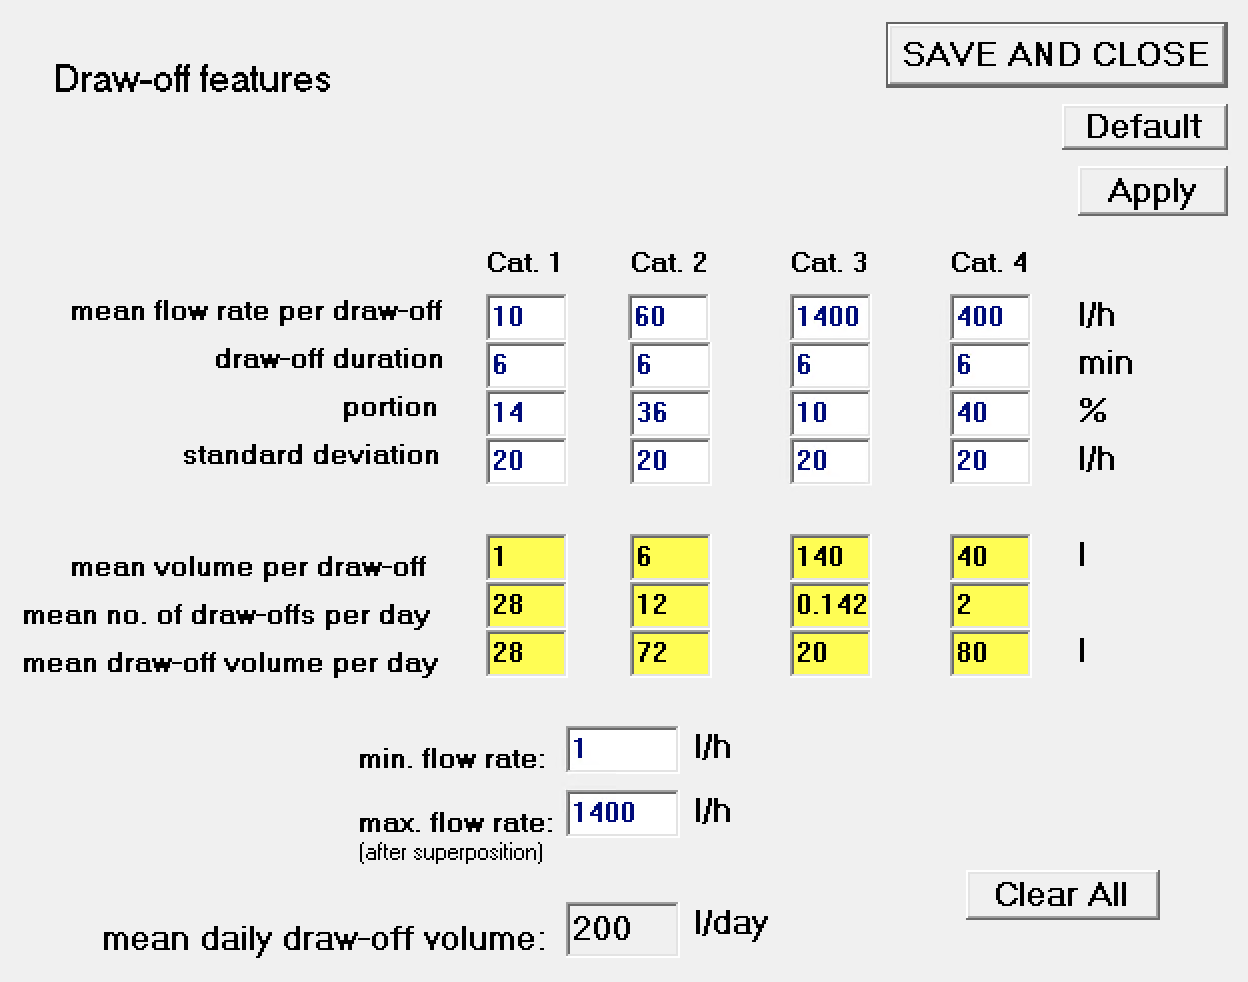 SAVE AND CLOSE
Draw-off features
Default
Apply
Cat. 1 Cat. 2 Cat. 3 Cat. 4
mean flow rate per draw-off 10 60 1400 400 l/h
draw-off duration 6 6 6 6 min
portion 14 36 10 40 %
standard deviation 20 20 20 20 l/h
mean volume per draw-off 1 6 140 40 l
mean no. of draw-offs per day 28 12 0.142 2
mean draw-off volume per day 28 72 20 80 l
min. flow rate: 1 l/h
max. flow rate: 1400 l/h
(after superposition)
Clear All
mean daily draw-off volume: 200 l/day